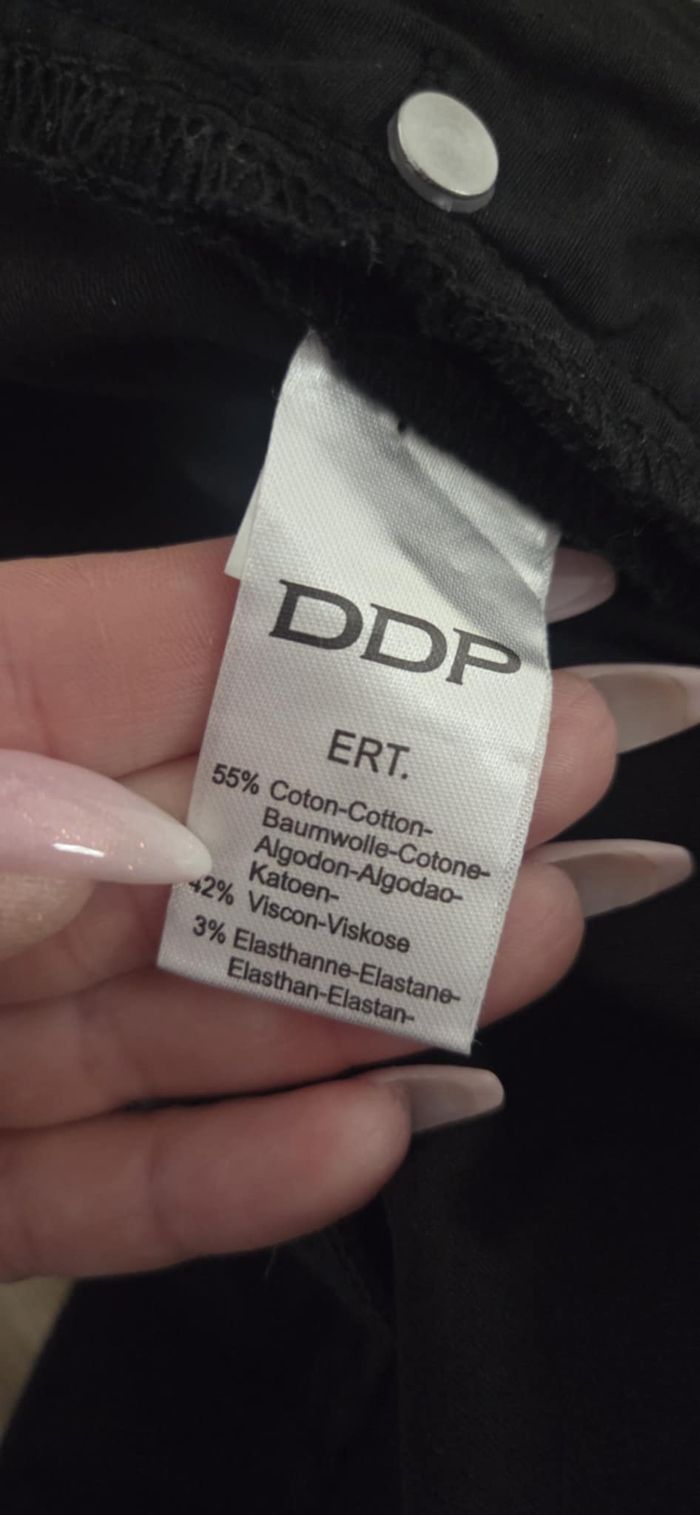 DDP
ERT.
55% Coton-Cotton-
Baumwolle-Cotone-
Algodon-Algodao-
Katoen-
42% Viscon-Viskose
3% Elasthanne-Elastane-
Elasthan-Elastan-